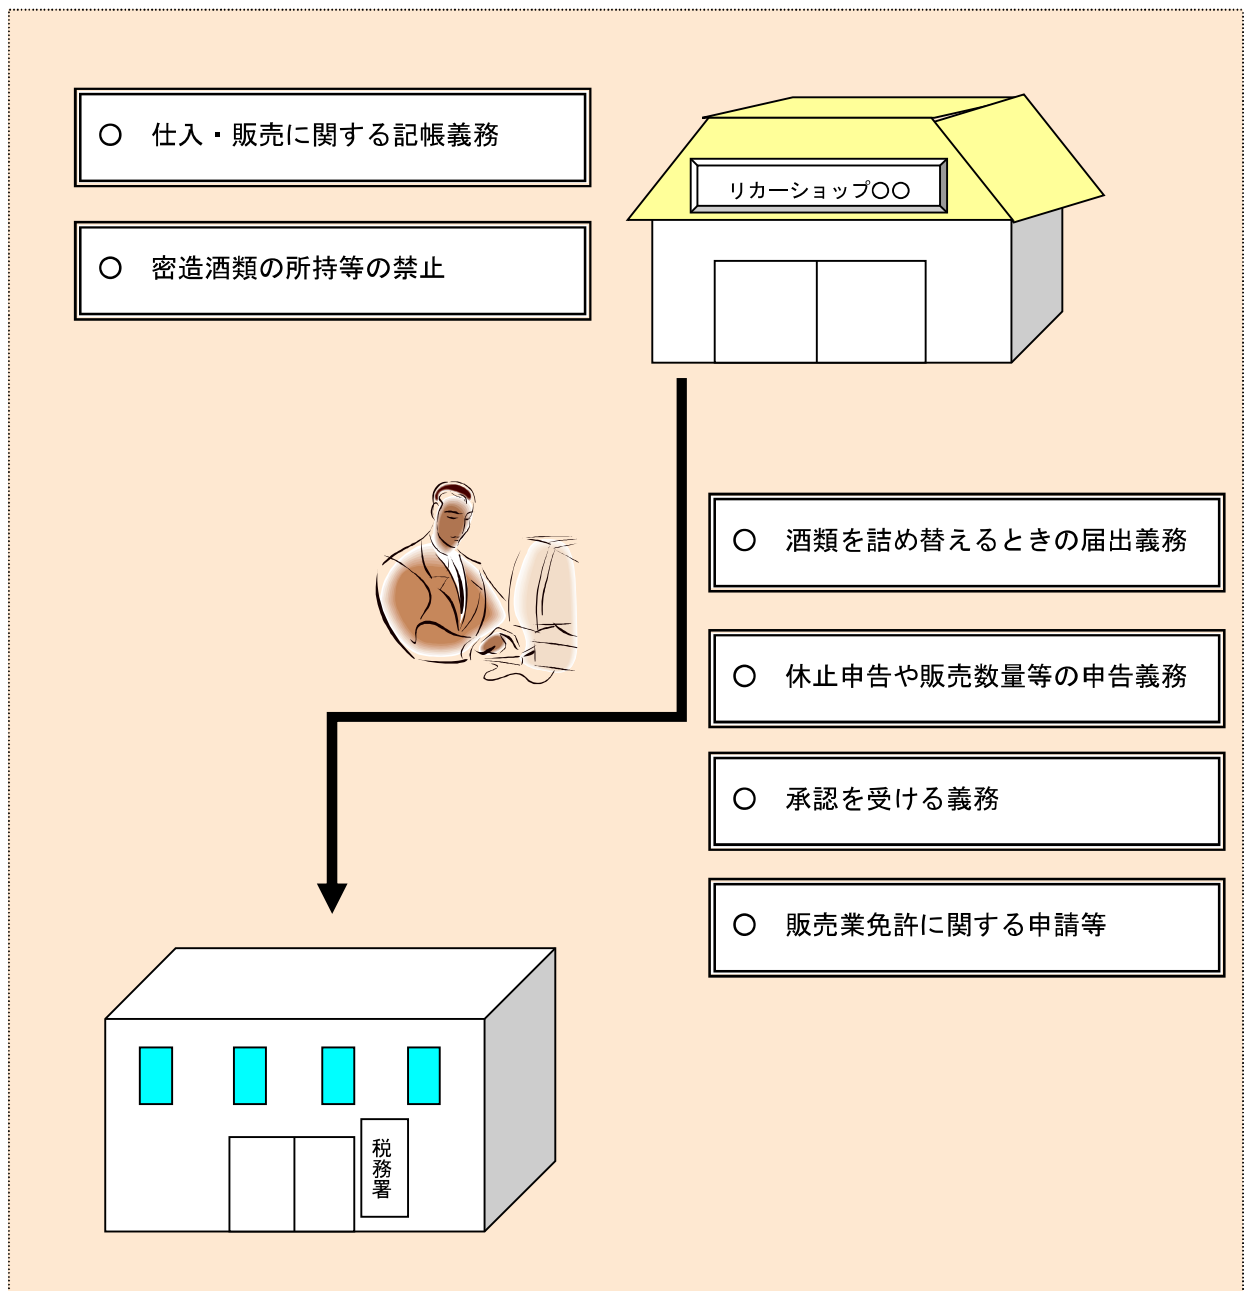 ○　仕入・販売に関する記帳義務
リカーショップ○○
○　密造酒類の所持等の禁止
○　酒類を詰め替えるときの届出義務
○　休止申告や販売数量等の申告義務
○　承認を受ける義務
○　販売業免許に関する申請等
税務署